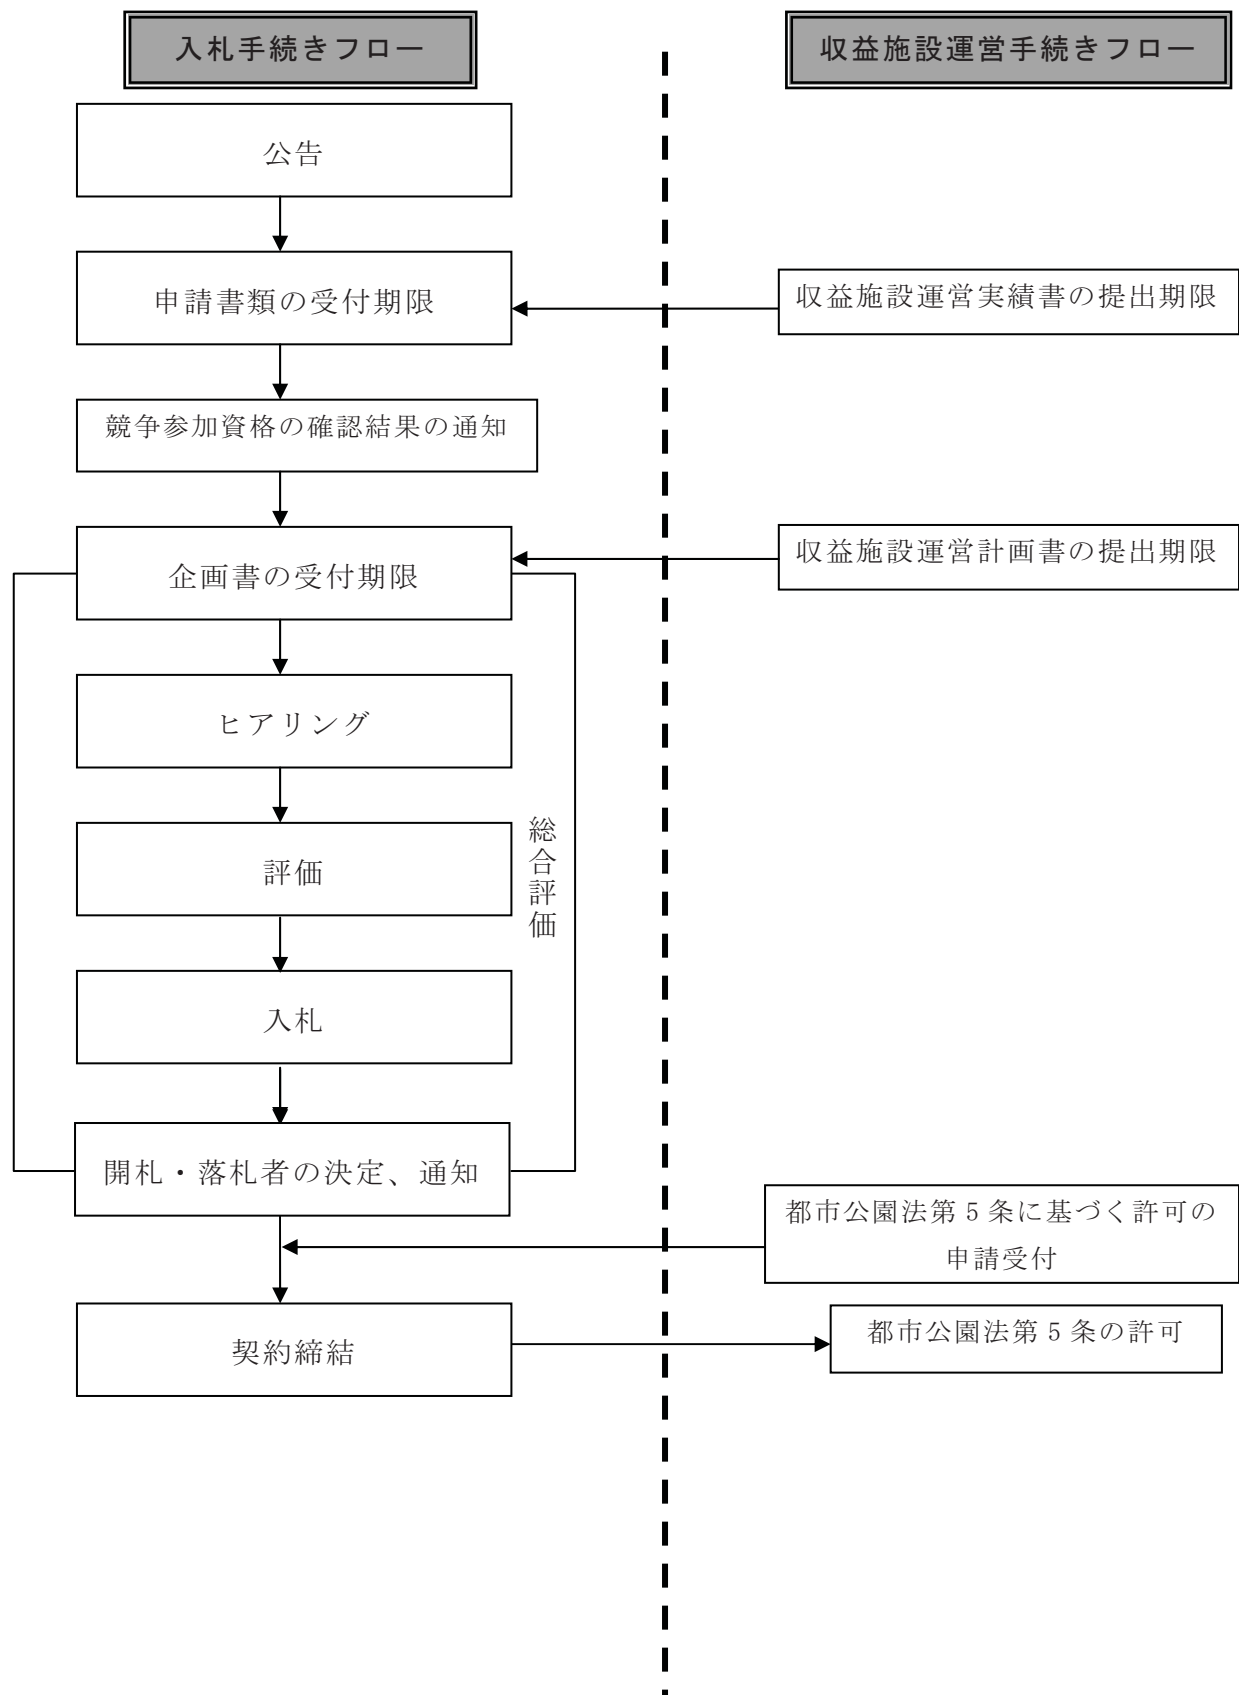 入札手続きフロー
収益施設運営手続きフロー
公告
申請書類の受付期限
収益施設運営実績書の提出期限
競争参加資格の確認結果の通知
企画書の受付期限
収益施設運営計画書の提出期限
ヒアリング
評価
総合評価
入札
開札・落札者の決定、通知
都市公園法第5条に基づく許可の
申請受付
契約締結
都市公園法第5条の許可